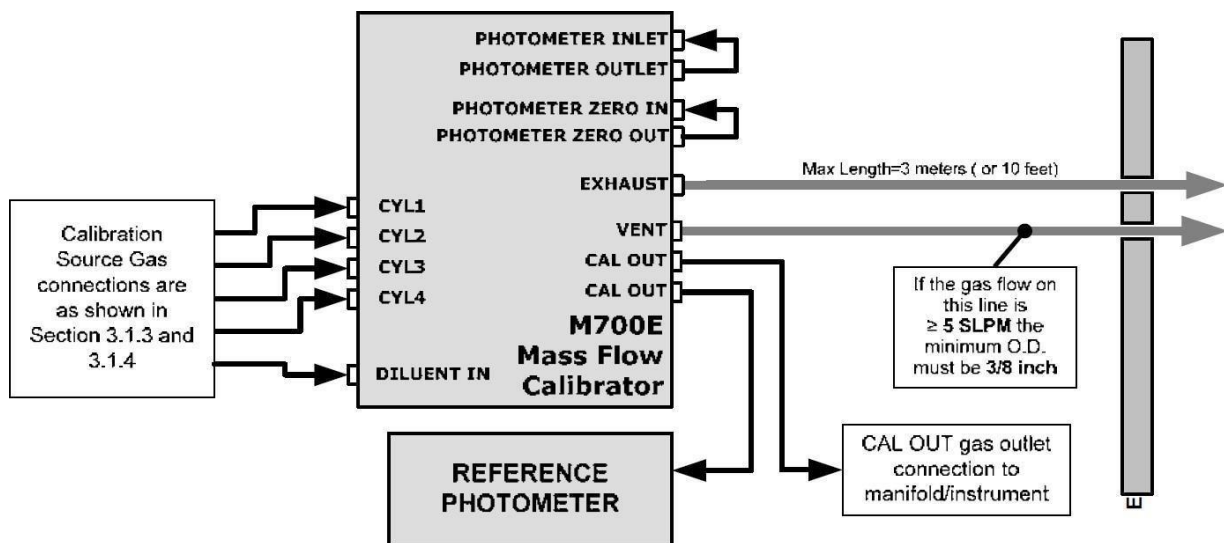 PHOTOMETER INLET
PHOTOMETER OUTLET
PHOTOMETER ZERO IN
PHOTOMETER ZERO OUT
EXHAUST
Max Length=3 meters ( or 10 feet)
VENT
CAL OUT
CAL OUT
CYL1
CYL2
CYL3
CYL4
DILUENT IN
M700E
Mass Flow
Calibrator
Calibration
Source Gas
connections are
as shown in
Section 3.1.3 and
3.1.4
If the gas flow on
this line is
≥ 5 SLPM the
minimum O.D.
must be 3/8 inch
REFERENCE
PHOTOMETER
CAL OUT gas outlet
connection to
manifold/instrument
E